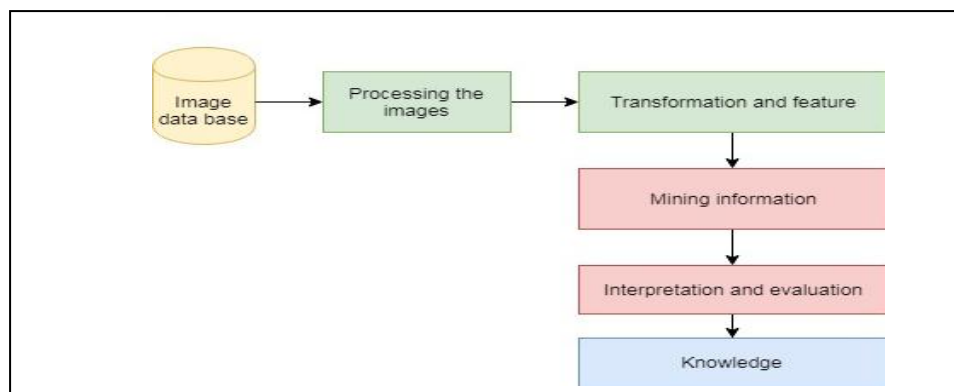 Image
data base
Processing the
images
Transformation and feature
Mining information
Interpretation and evaluation
Knowledge